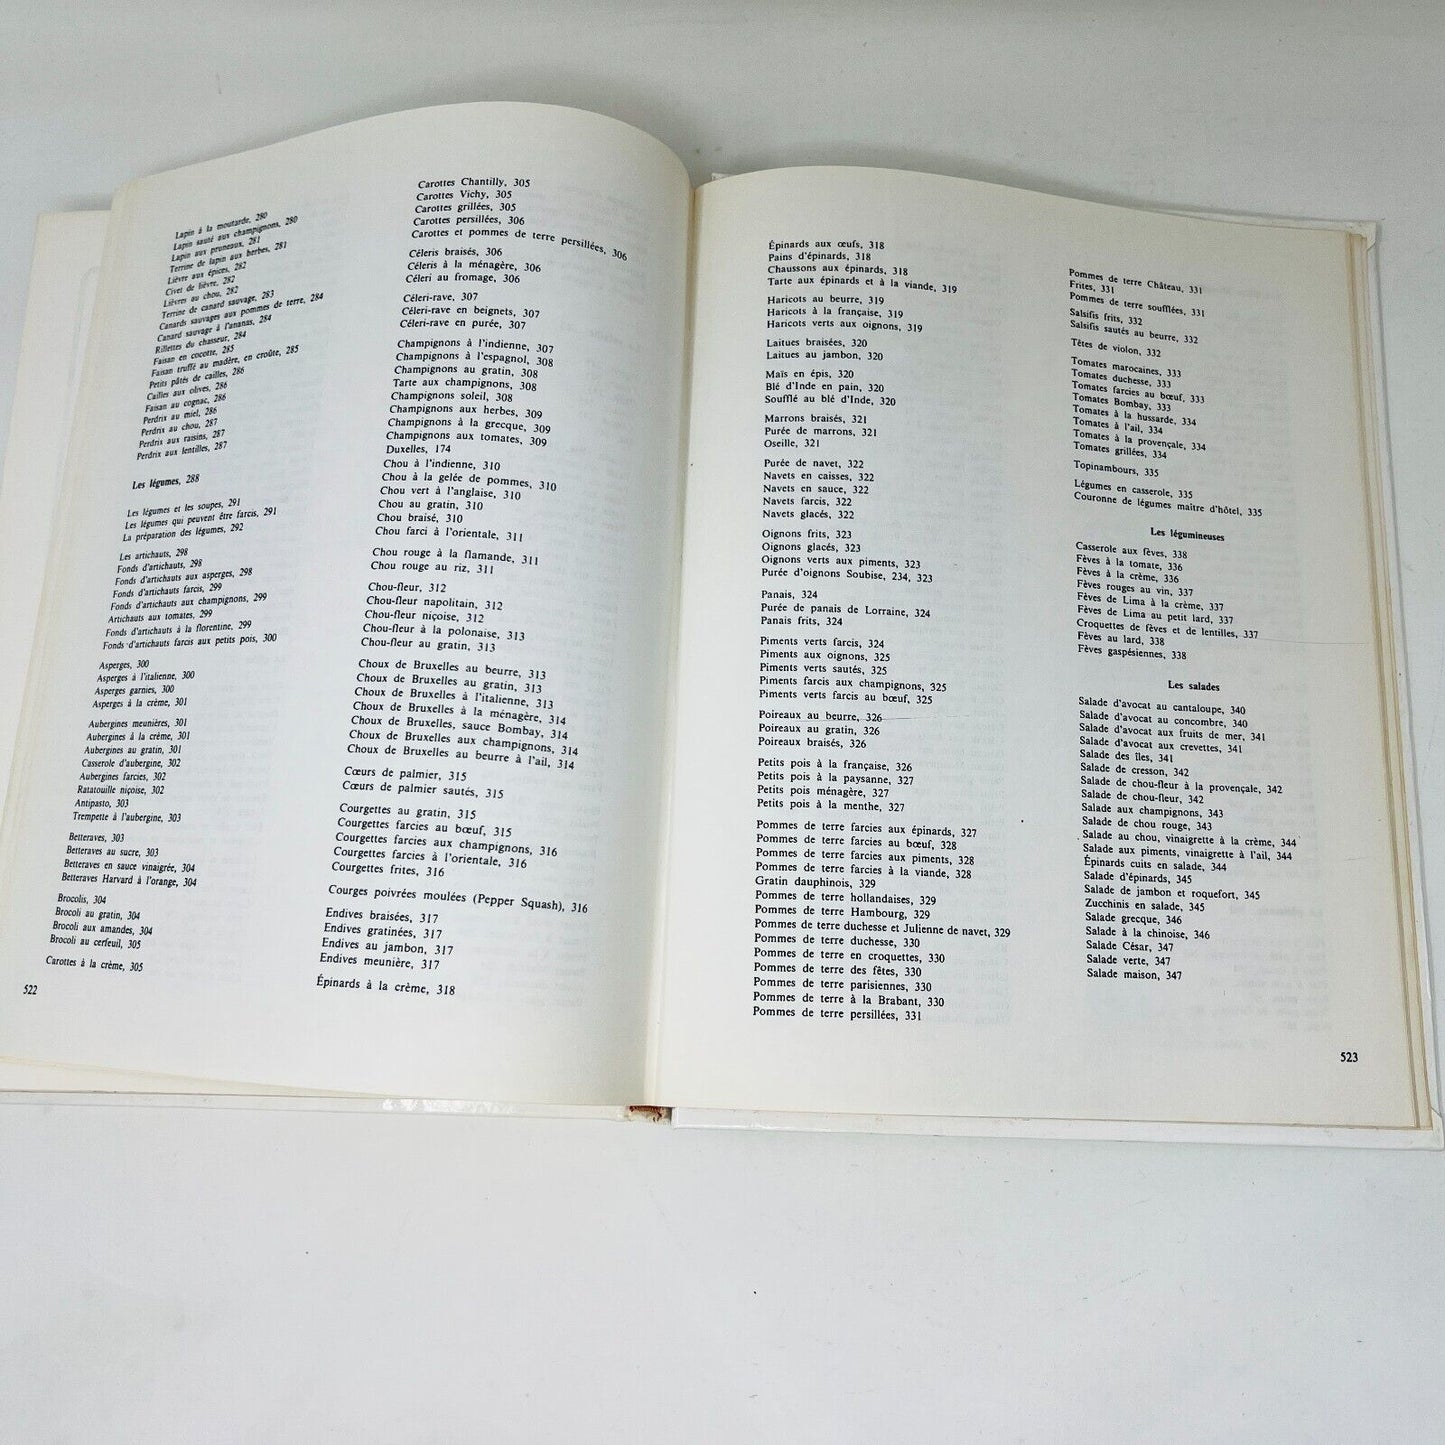 Lapin à la moutarde, 280
Lapin sauté aux champignons, 280
Lapin aux pruneaux, 281
Terrine de lapin aux herbes, 281
Lièvre aux épices, 282
Civet de lièvre, 282
Lièvres au chou, 282
Terrine de canard sauvage, 283
Canards sauvages aux pommes de terre, 284
Canard sauvage à l'ananas, 284
Rillettes du chasseur, 284
Faisan en cocotte, 285
Faisan truffé au madère, en croûte, 285
Petits pâtés de cailles, 286
Cailles aux olives, 286
Faisan au cognac, 286
Perdrix au miel, 286
Perdrix au chou, 287
Perdrix aux raisins, 287
Perdrix aux lentilles, 287
Les légumes, 288
Les légumes et les soupes, 291
Les légumes qui peuvent être farcis, 291
La préparation des légumes, 292
Les artichauts, 298
Fonds d'artichauts, 298
Fonds d'artichauts aux asperges, 298
Fonds d'artichauts farcis, 299
Fonds d'artichauts aux champignons, 299
Artichauts aux tomates, 299
Fonds d'artichauts à la florentine, 299
Fonds d'artichauts farcis aux petits pois, 300
Asperges, 300
Asperges à l'italienne, 300
Asperges garnies, 300
Asperges à la crème, 301
Aubergines meunières, 301
Aubergines à la crème, 301
Aubergines au gratin, 301
Casserole d'aubergine, 302
Aubergines farcies, 302
Ratatouille niçoise, 302
Antipasto, 303
Trempette à l'aubergine, 303
Betteraves, 303
Betteraves au sucre, 303
Betteraves en sauce vinaigrée, 304
Betteraves Harvard à l'orange, 304
Brocolis, 304
Brocoli au gratin, 304
Brocoli aux amandes, 304
Brocoli au cerfeuil, 305
Carottes à la crème, 305
522
Carottes Chantilly, 305
Carottes Vichy, 305
Carottes grillées, 305
Carottes persillées, 306
Carottes et pommes de terre persillées, 306
Céleris braisés, 306
Céleris à la ménagère, 306
Céleri au fromage, 306
Céleri-rave, 307
Céleri-rave en beignets, 307
Céleri-rave en purée, 307
Champignons à l'indienne, 307
Champignons à l'espagnol, 308
Champignons au gratin, 308
Tarte aux champignons, 308
Champignons soleil, 308
Champignons aux herbes, 309
Champignons à la grecque, 309
Champignons aux tomates, 309
Duxelles, 174
Chou à l'indienne, 310
Chou à la gelée de pommes, 310
Chou vert à l'anglaise, 310
Chou au gratin, 310
Chou braisé, 310
Chou farci à l'orientale, 311
Chou rouge à la flamande, 311
Chou rouge au riz, 311
Chou-fleur, 312
Chou-fleur napolitain, 312
Chou-fleur niçoise, 312
Chou-fleur à la polonaise, 313
Chou-fleur au gratin, 313
Choux de Bruxelles au beurre, 313
Choux de Bruxelles au gratin, 313
Choux de Bruxelles à l'italienne, 313
Choux de Bruxelles à la ménagère, 314
Choux de Bruxelles, sauce Bombay, 314
Choux de Bruxelles aux champignons, 314
Choux de Bruxelles au beurre à l'ail, 314
Cœurs de palmier, 315
Cœurs de palmier sautés, 315
Courgettes au gratin, 315
Courgettes farcies au bœuf, 315
Courgettes farcies aux champignons, 316
Courgettes farcies à l'orientale, 316
Courgettes frites, 316
Courges poivrées moulées (Pepper Squash), 316
Endives braisées, 317
Endives gratinées, 317
Endives au jambon, 317
Endives meunière, 317
Épinards à la crème, 318
Épinards aux œufs, 318
Pains d'épinards, 318
Chaussons aux épinards, 318
Tarte aux épinards et à la viande, 319
Haricots au beurre, 319
Haricots à la française, 319
Haricots verts aux oignons, 319
Laitues braisées, 320
Laitues au jambon, 320
Maïs en épis, 320
Blé d'Inde en pain, 320
Soufflé au blé d'Inde, 320
Marrons braisés, 321
Purée de marrons, 321
Oseille, 321
Purée de navet, 322
Navets en caisses, 322
Navets en sauce, 322
Navets farcis, 322
Navets glacés, 322
Oignons frits, 323
Oignons glacés, 323
Oignons verts aux piments, 323
Purée d'oignons Soubise, 234, 323
Panais, 324
Purée de panais de Lorraine, 324
Panais frits, 324
Piments verts farcis, 324
Piments aux oignons, 325
Piments verts sautés, 325
Piments farcis aux champignons, 325
Piments verts farcis au bœuf, 325
Poireaux au beurre, 326
Poireaux au gratin, 326
Poireaux braisés, 326
Petits pois à la française, 326
Petits pois à la paysanne, 327
Petits pois ménagère, 327
Petits pois à la menthe, 327
Pommes de terre farcies aux épinards, 327
Pommes de terre farcies au bœuf, 328
Pommes de terre farcies aux piments, 328
Pommes de terre farcies à la viande, 328
Gratin dauphinois, 329
Pommes de terre hollandaises, 329
Pommes de terre Hambourg, 329
Pommes de terre duchesse et Julienne de navet, 329
Pommes de terre duchesse, 330
Pommes de terre en croquettes, 330
Pommes de terre des fêtes, 330
Pommes de terre parisiennes, 330
Pommes de terre à la Brabant, 330
Pommes de terre persillées, 331
Pommes de terre Château, 331
Frites, 331
Pommes de terre soufflées, 331
Salsifis frits, 332
Salsifis sautés au beurre, 332
Têtes de violon, 332
Tomates marocaines, 333
Tomates duchesse, 333
Tomates farcies au bœuf, 333
Tomates Bombay, 333
Tomates à la hussarde, 334
Tomates à l'ail, 334
Tomates à la provençale, 334
Tomates grillées, 334
Topinambours, 335
Légumes en casserole, 335
Couronne de légumes maître d'hôtel, 335
Les légumineuses
Casserole aux fèves, 338
Fèves à la tomate, 336
Fèves à la crème, 336
Fèves rouges au vin, 337
Fèves de Lima à la crème, 337
Fèves de Lima au petit lard, 337
Croquettes de fèves et de lentilles, 337
Fèves au lard, 338
Fèves gaspésiennes, 338
Les salades
Salade d'avocat au cantaloupe, 340
Salade d'avocat au concombre, 340
Salade d'avocat aux fruits de mer, 341
Salade d'avocat aux crevettes, 341
Salade des îles, 341
Salade de cresson, 342
Salade de chou-fleur à la provençale, 342
Salade de chou-fleur, 342
Salade aux champignons, 343
Salade de chou rouge, 343
Salade au chou, vinaigrette à la crème, 344
Salade aux piments, vinaigrette à l'ail, 344
Épinards cuits en salade, 344
Salade d'épinards, 345
Salade de jambon et roquefort, 345
Zucchinis en salade, 345
Salade grecque, 346
Salade à la chinoise, 346
Salade César, 347
Salade verte, 347
Salade maison, 347
523